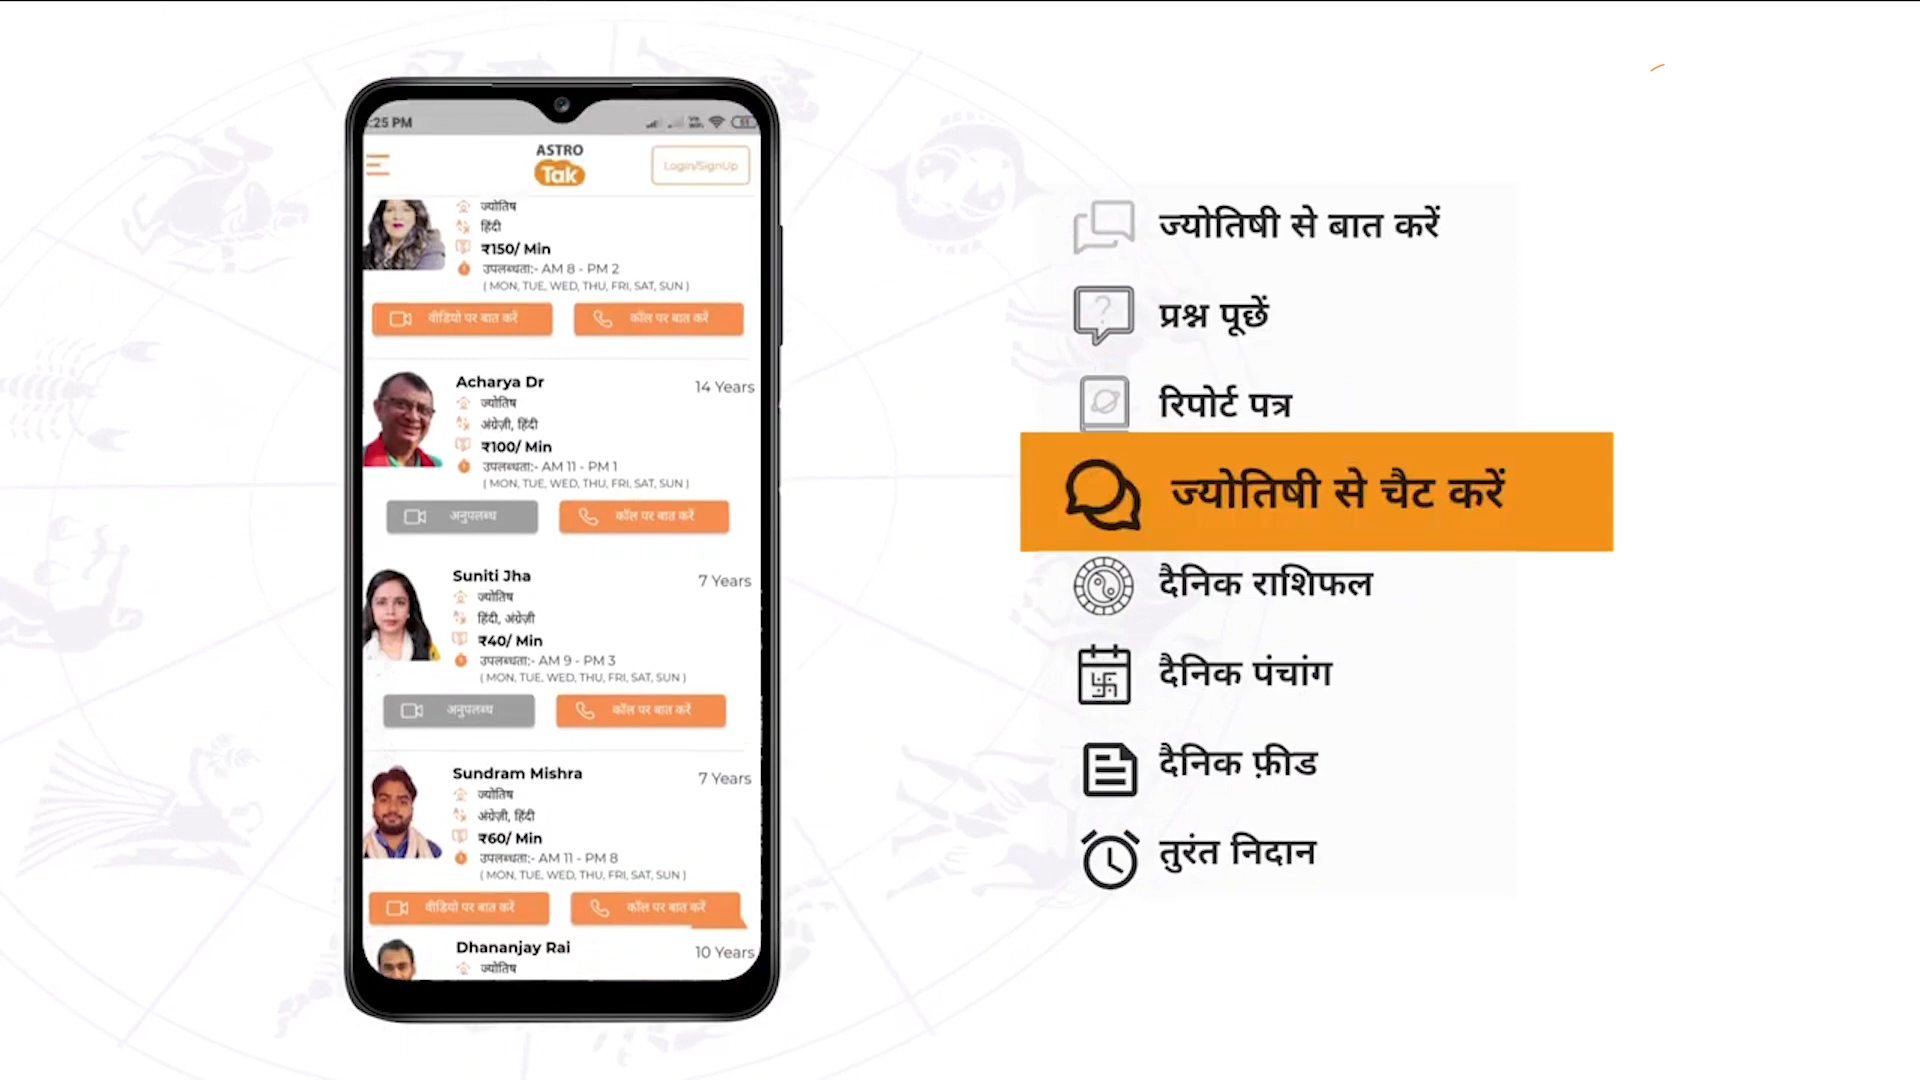 :25 PM
51
ASTRO
Tak
Login/SignUp
ज्योतिष
हिंदी
₹150/ Min
उपलब्धता:- AM 8 - PM 2
( MON, TUE, WED, THU, FRI, SAT, SUN )
वीडियो पर बात करें
कॉल पर बात करें
Acharya Dr
14 Years
ज्योतिष
अंग्रेज़ी, हिंदी
₹100/ Min
उपलब्धता:- AM 11 - PM 1
( MON, TUE, WED, THU, FRI, SAT, SUN )
अनुपलब्ध
कॉल पर बात करें
Suniti Jha
7 Years
ज्योतिष
हिंदी, अंग्रेज़ी
₹40/ Min
उपलब्धता:- AM 9 - PM 3
( MON, TUE, WED, THU, FRI, SAT, SUN )
अनुपलब्ध
कॉल पर बात करें
Sundram Mishra
7 Years
ज्योतिष
अंग्रेज़ी, हिंदी
₹60/ Min
उपलब्धता:- AM 11 - PM 8
( MON, TUE, WED, THU, FRI, SAT, SUN )
वीडियो पर बात करें
कॉल पर बात करें
Dhananjay Rai
10 Years
ज्योतिष
ज्योतिषी से बात करें
प्रश्न पूछें
रिपोर्ट पत्र
ज्योतिषी से चैट करें
दैनिक राशिफल
दैनिक पंचांग
दैनिक फ़ीड
तुरंत निदान